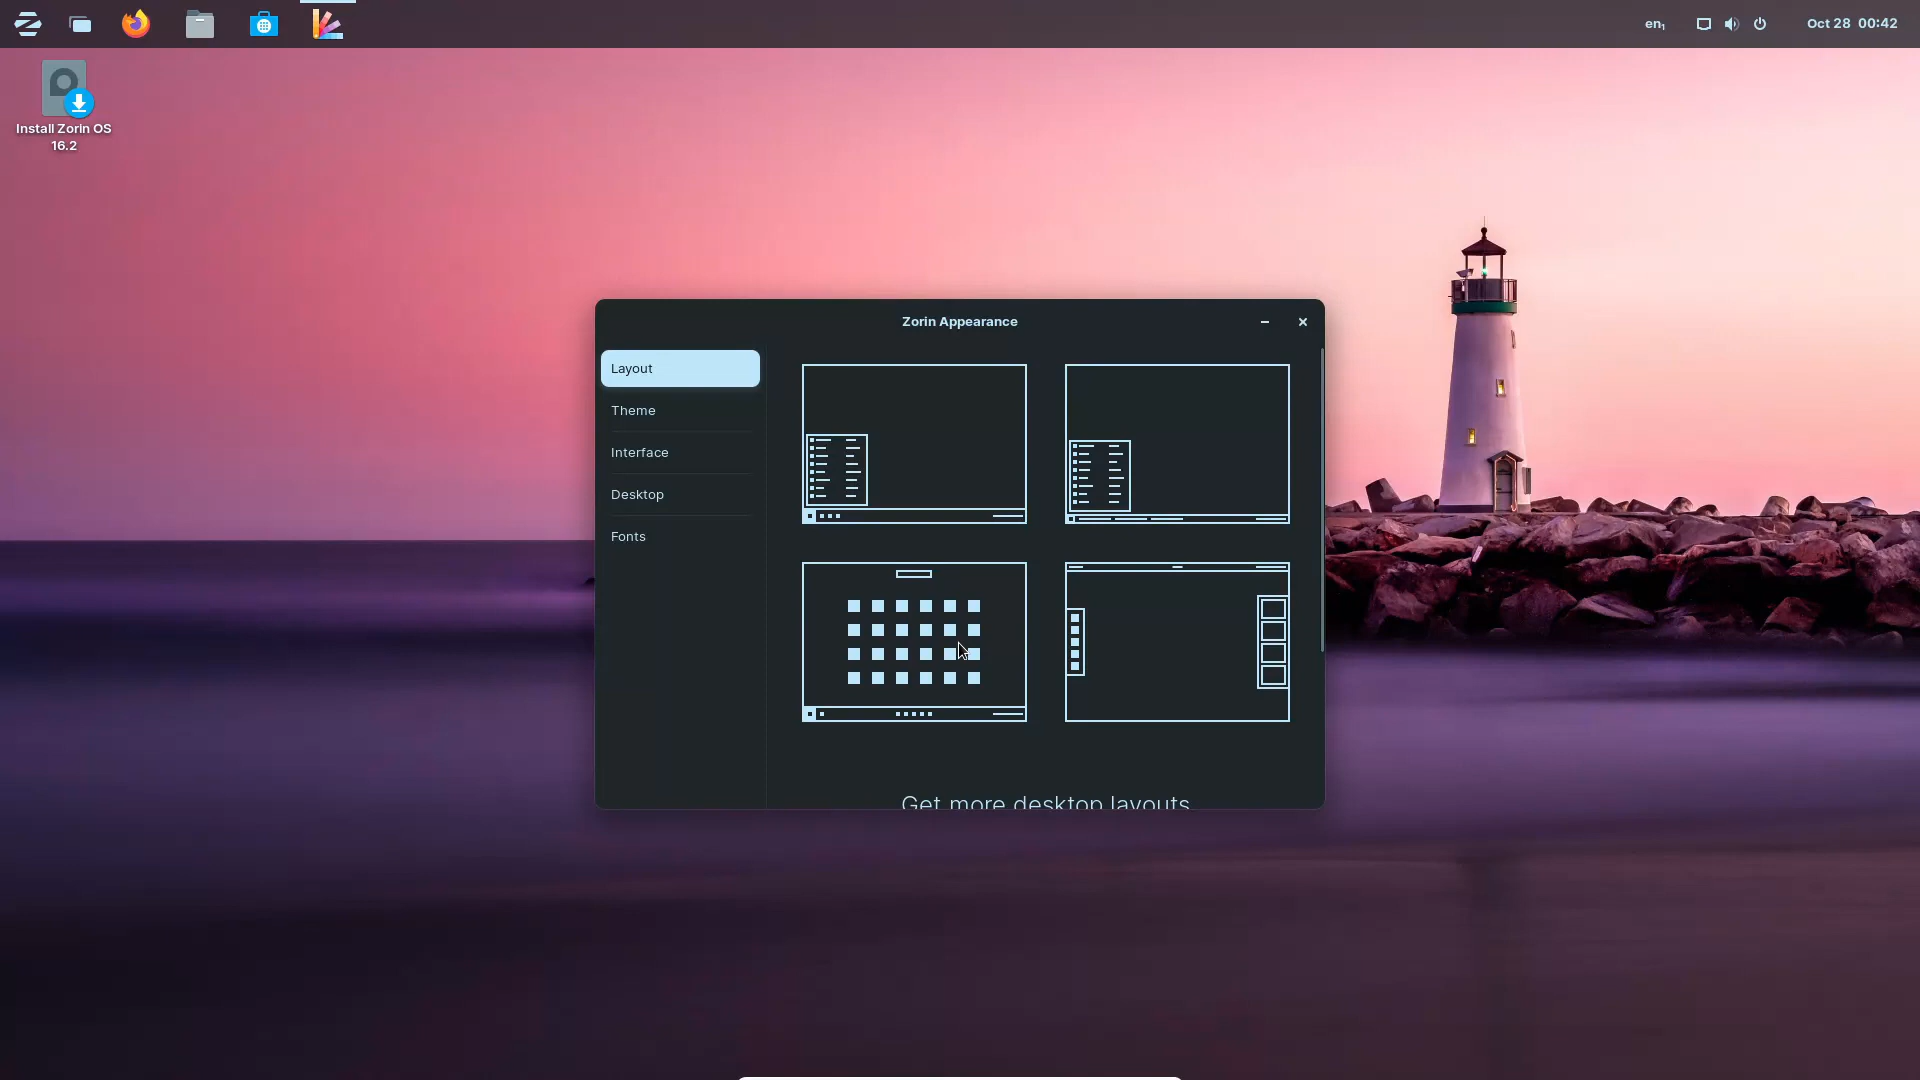 en₁
Oct 28 00:42
Install Zorin OS
16.2
Zorin Appearance
Layout
Theme
Interface
Desktop
Fonts
Get more desktop layouts